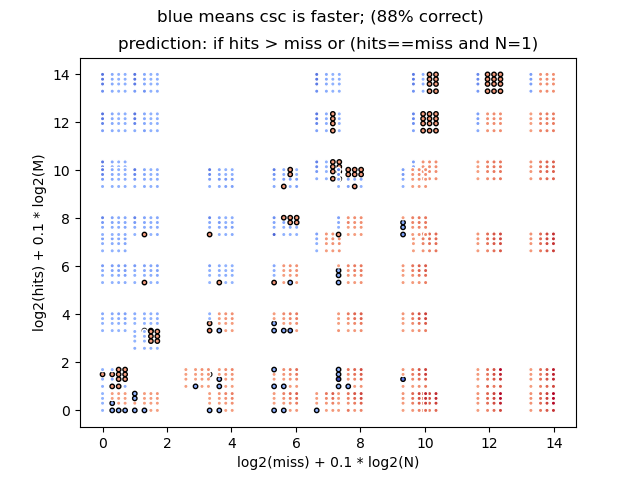 blue means csc is faster; (88% correct)
prediction: if hits > miss or (hits==miss and N=1)
log2(hits) + 0.1 * log2(M)
14
12
10
8
6
4
2
0
0 2 4 6 8 10 12 14
log2(miss) + 0.1 * log2(N)